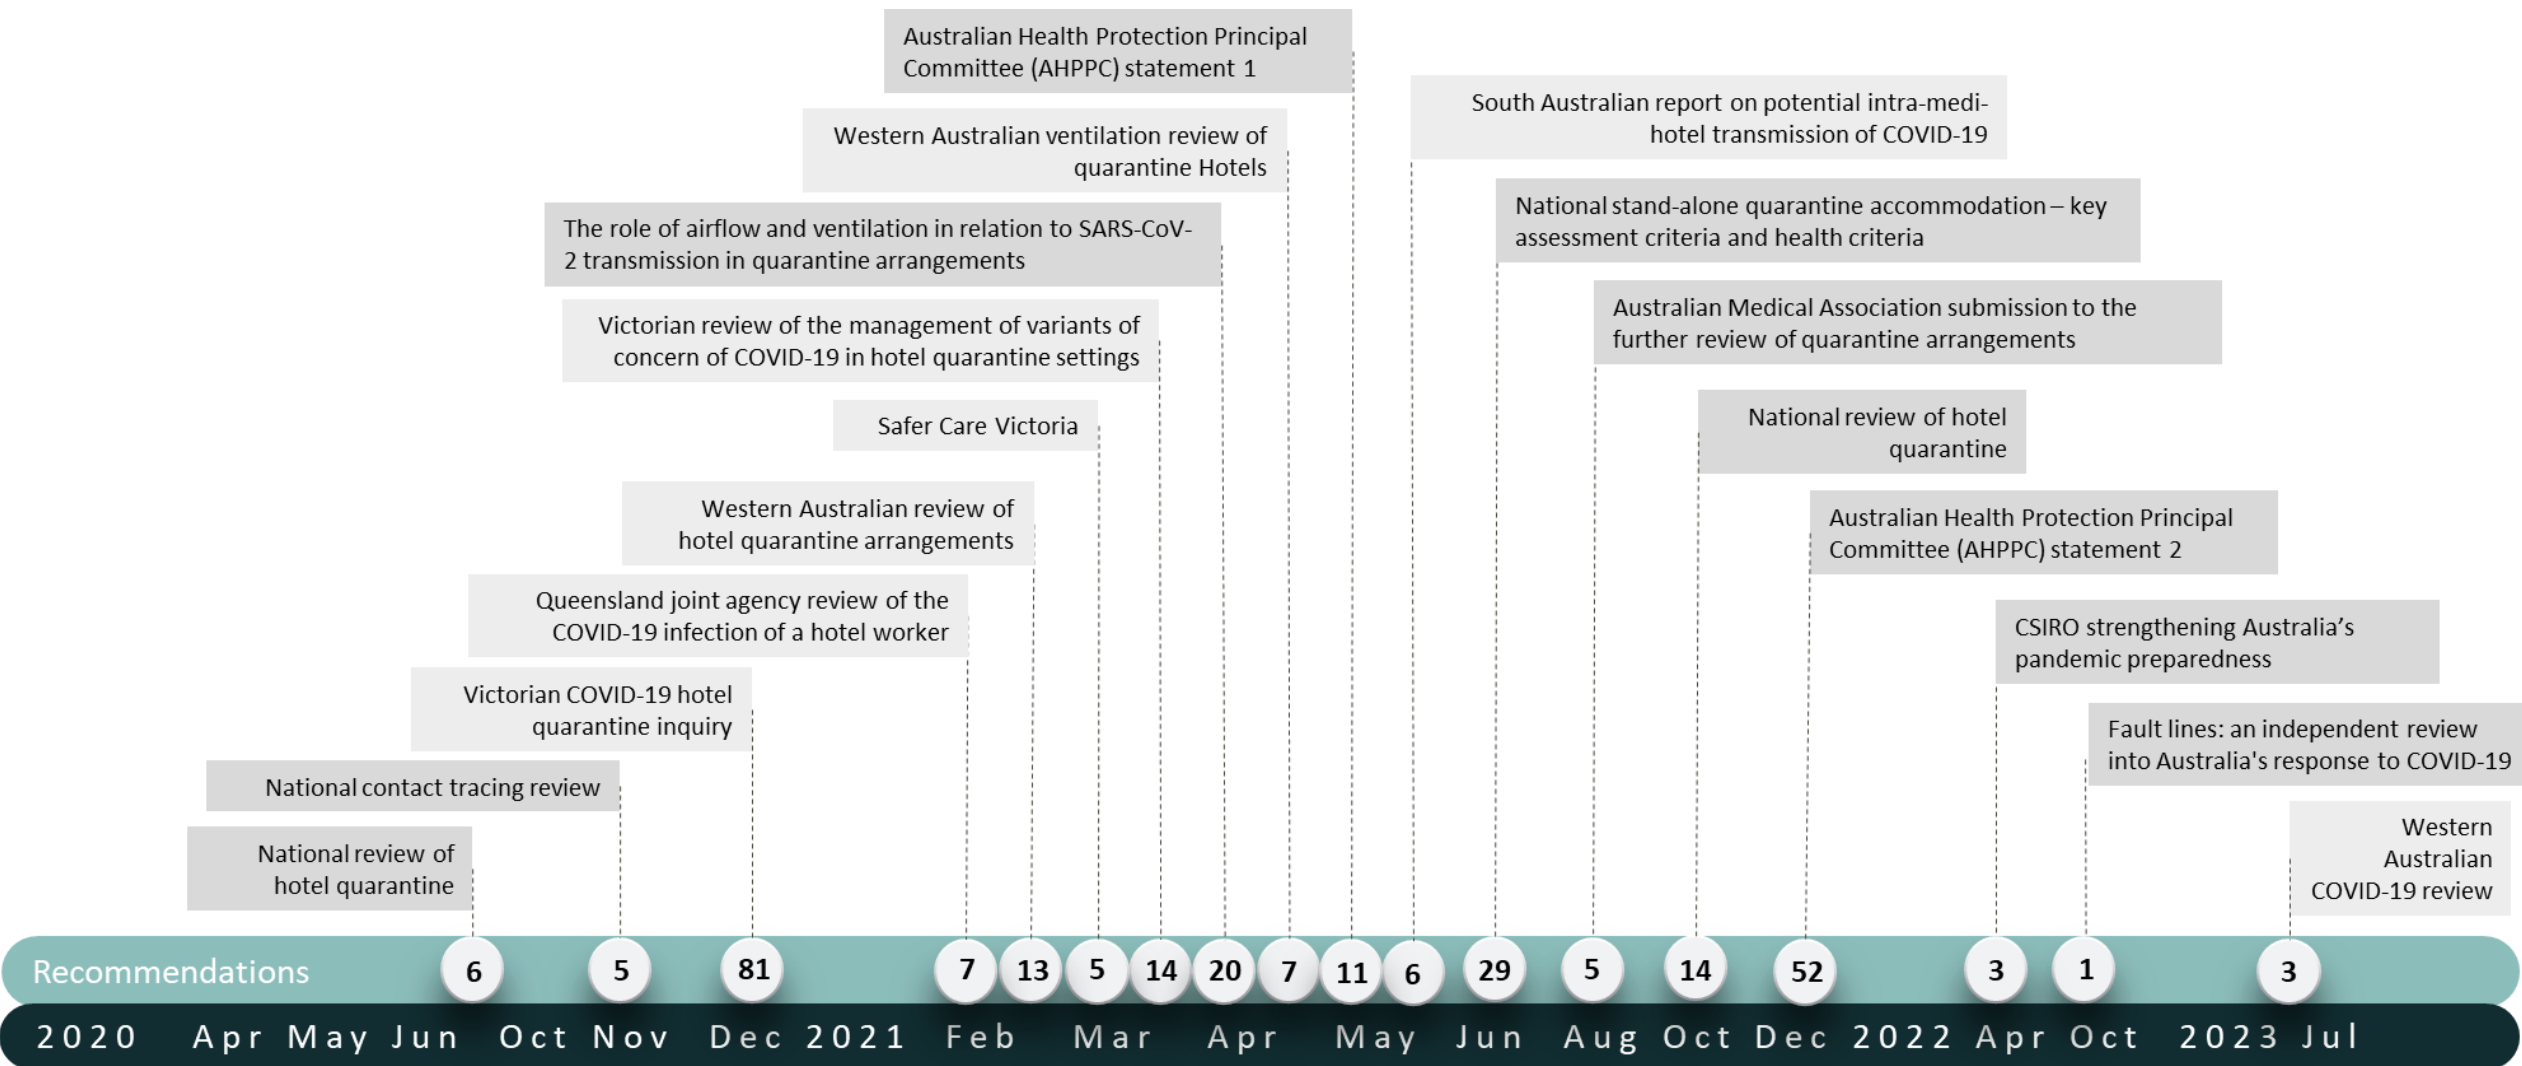 Australian Health Protection Principal
Committee (AHPPC) statement 1
South Australian report on potential intra-medi-
hotel transmission of COVID-19
Western Australian ventilation review of
quarantine Hotels
National stand-alone quarantine accommodation – key
assessment criteria and health criteria
The role of airflow and ventilation in relation to SARS-CoV-
2 transmission in quarantine arrangements
Australian Medical Association submission to the
further review of quarantine arrangements
Victorian review of the management of variants of
concern of COVID-19 in hotel quarantine settings
National review of hotel
quarantine
Safer Care Victoria
Australian Health Protection Principal
Committee (AHPPC) statement 2
Western Australian review of
hotel quarantine arrangements
CSIRO strengthening Australia’s
pandemic preparedness
Queensland joint agency review of the
COVID-19 infection of a hotel worker
Fault lines: an independent review
into Australia's response to COVID-19
Victorian COVID-19 hotel
quarantine inquiry
National contact tracing review
Western
Australian
COVID-19 review
National review of
hotel quarantine
Recommendations 6 5 81 7 13 5 14 20 7 11 6 29 5 14 52 3 1 3
2020 Apr May Jun Oct Nov Dec 2021 Feb Mar Apr May Jun Aug Oct Dec 2022 Apr Oct 2023 Jul